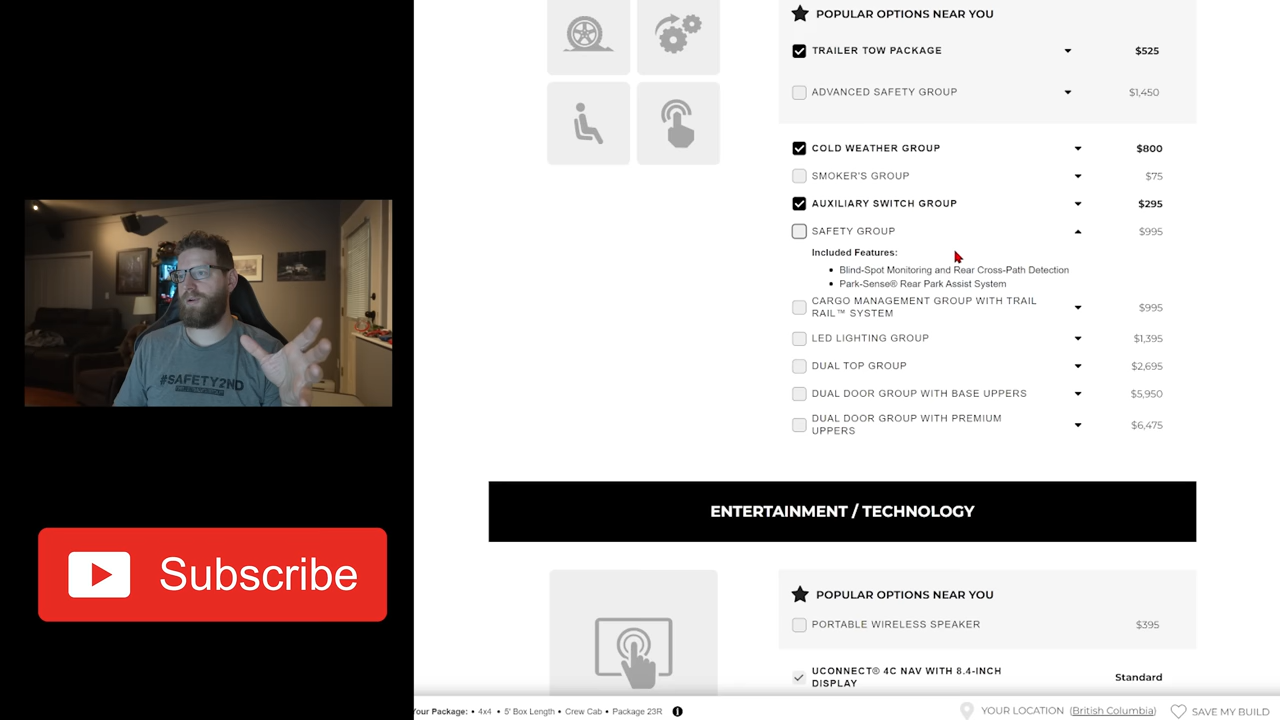 POPULAR OPTIONS NEAR YOU
TRAILER TOW PACKAGE $525
ADVANCED SAFETY GROUP $1,450
COLD WEATHER GROUP $800
SMOKER'S GROUP $75
AUXILIARY SWITCH GROUP $295
SAFETY GROUP $995
Included Features:
• Blind-Spot Monitoring and Rear Cross-Path Detection
• Park-Sense® Rear Park Assist System
CARGO MANAGEMENT GROUP WITH TRAIL
RAIL™ SYSTEM $995
LED LIGHTING GROUP $1,395
DUAL TOP GROUP $2,695
DUAL DOOR GROUP WITH BASE UPPERS $5,950
DUAL DOOR GROUP WITH PREMIUM
UPPERS $6,475
#SAFETY2ND
Subscribe
ENTERTAINMENT / TECHNOLOGY
POPULAR OPTIONS NEAR YOU
PORTABLE WIRELESS SPEAKER $395
UCONNECT® 4C NAV WITH 8.4-INCH
DISPLAY Standard
Your Package: • 4x4 • 5' Box Length • Crew Cab • Package 23R
YOUR LOCATION (British Columbia) SAVE MY BUILD